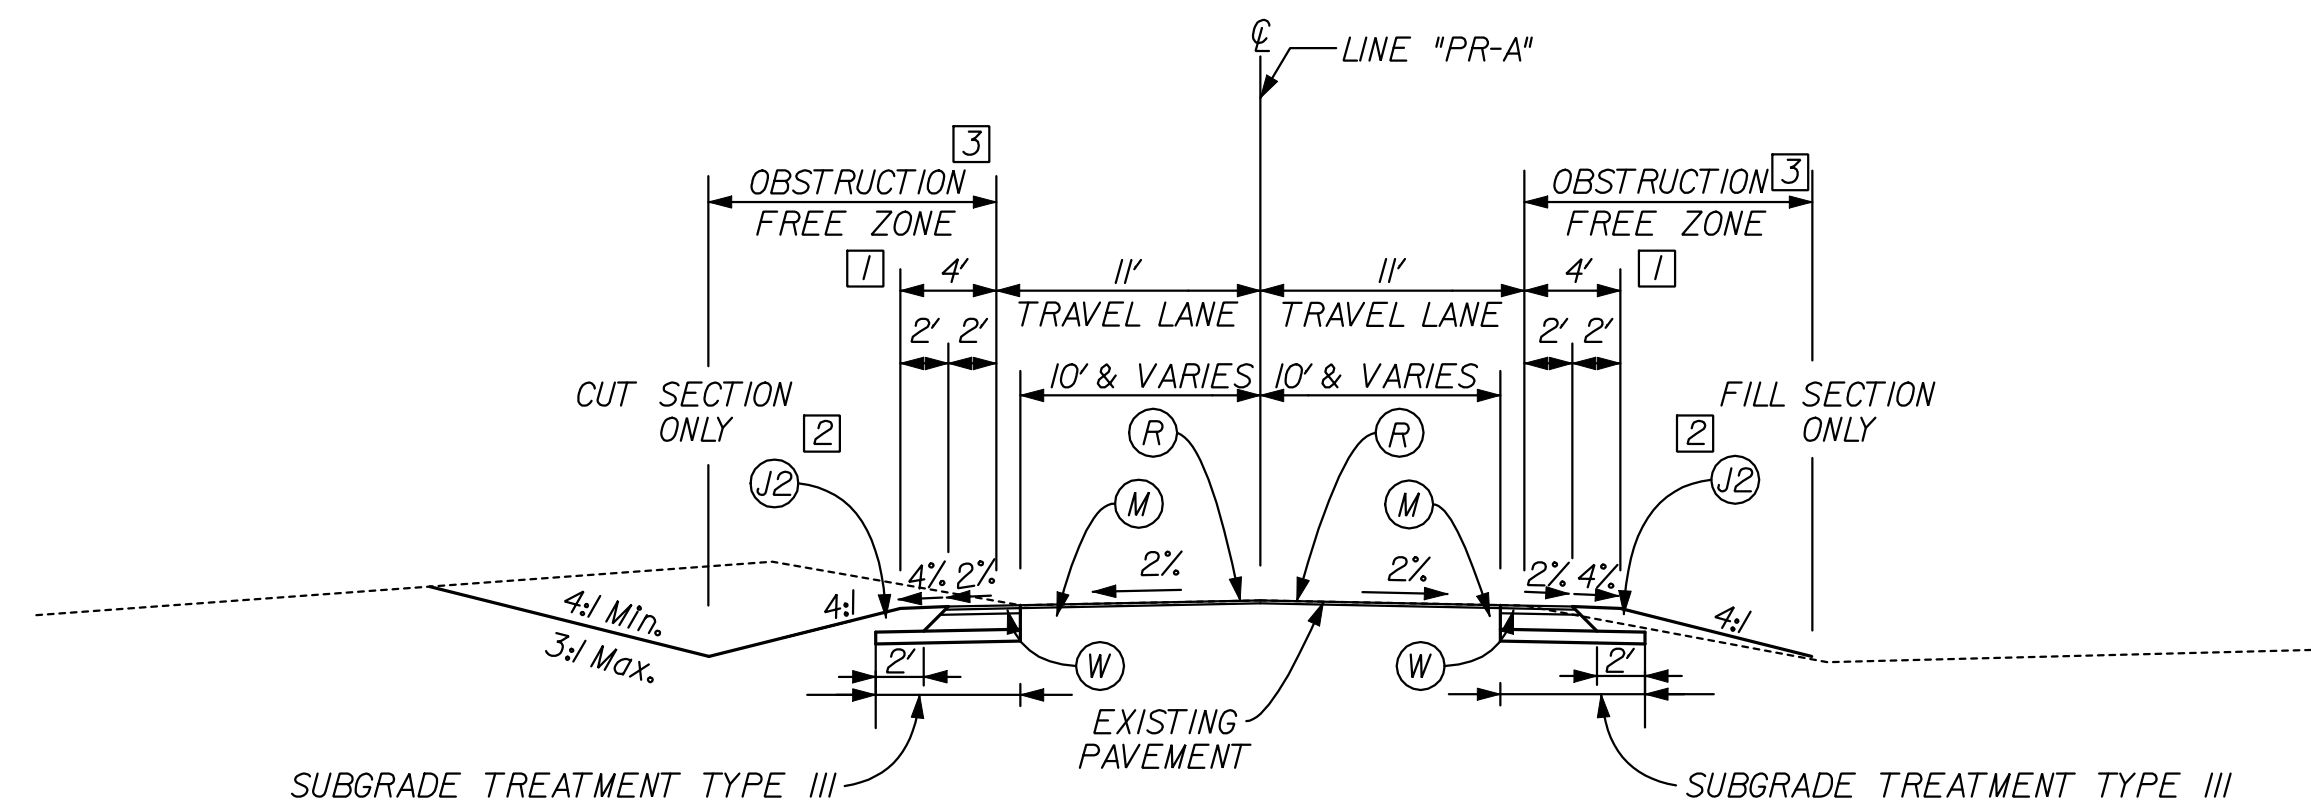 ℄
LINE "PR-A"
3
OBSTRUCTION
FREE ZONE
OBSTRUCTION 3
FREE ZONE
1
4'
11'
11'
4'
1
TRAVEL LANE
TRAVEL LANE
2'
2'
2'
2'
10' & VARIES
10' & VARIES
CUT SECTION
ONLY
2
R
R
2
FILL SECTION
ONLY
J2
M
M
J2
4%
2%
2%
2%
2%
4%
4:1 Min.
3:1 Max.
4:1
4:1
2'
W
W
2'
EXISTING
PAVEMENT
SUBGRADE TREATMENT TYPE III
SUBGRADE TREATMENT TYPE III